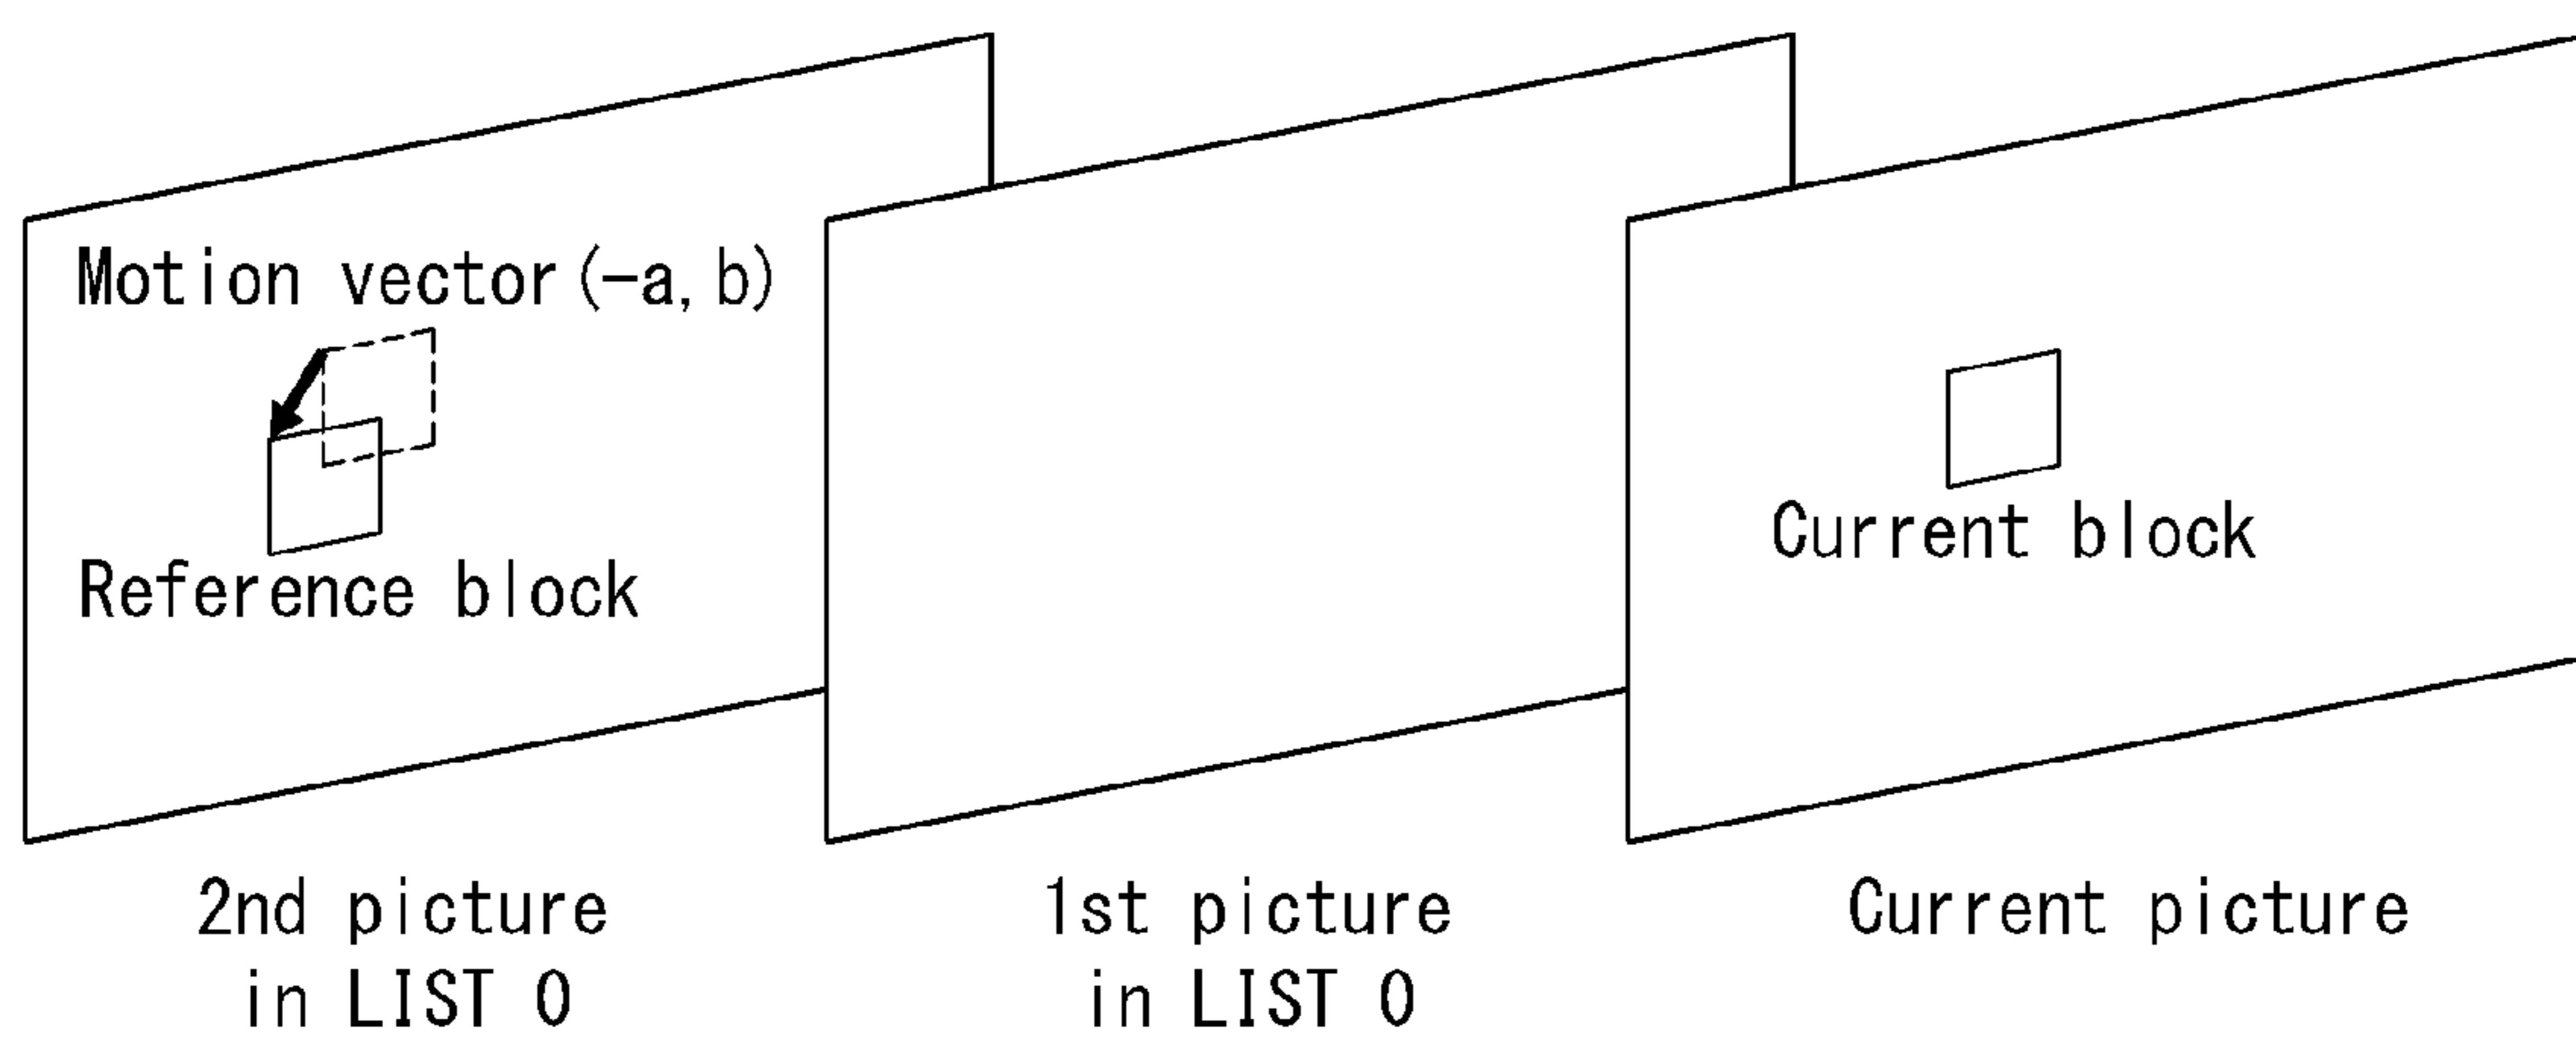 Motion vector(-a,b)
Reference block
Current block
2nd picture
in LIST 0
1st picture
in LIST 0
Current picture